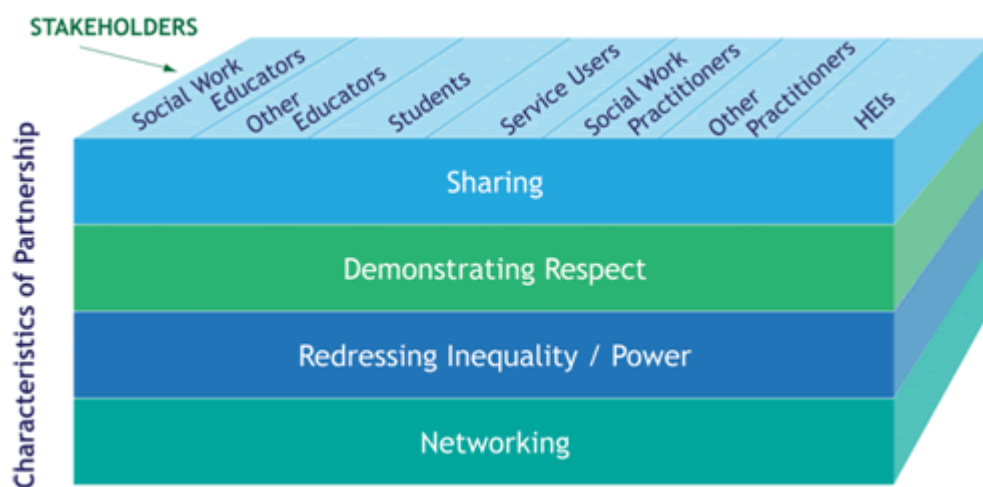 STAKEHOLDERS
Social Work
Educators
Other
Educators
Students
Service Users
Social Work
Practitioners
Other
Practitioners
HEIs
Characteristics of Partnership
Sharing
Demonstrating Respect
Redressing Inequality / Power
Networking